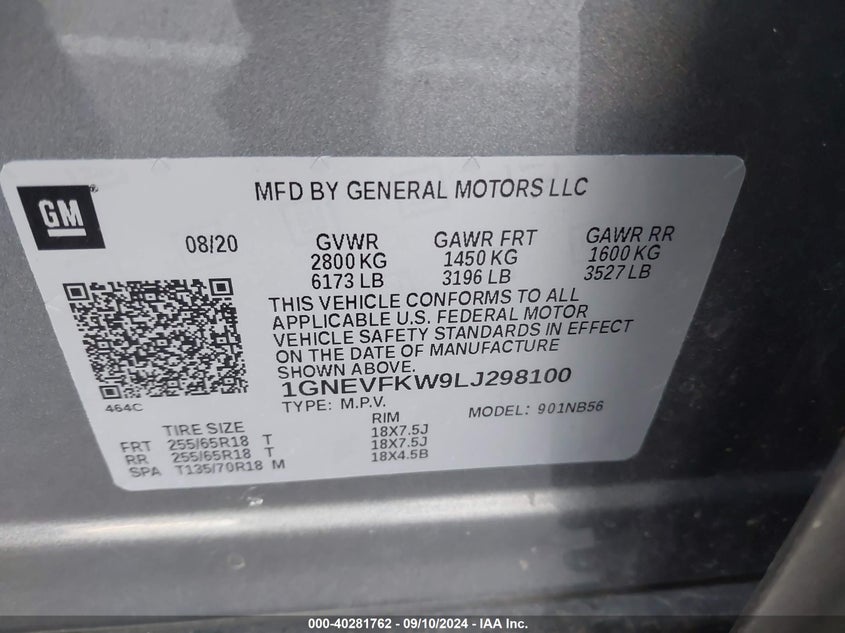 GM
MFD BY GENERAL MOTORS LLC
08/20 GVWR GAWR FRT GAWR RR
2800 KG 1450 KG 1600 KG
6173 LB 3196 LB 3527 LB
THIS VEHICLE CONFORMS TO ALL
APPLICABLE U.S. FEDERAL MOTOR
VEHICLE SAFETY STANDARDS IN EFFECT
ON THE DATE OF MANUFACTURE
SHOWN ABOVE.
1GNEVFKW9LJ298100
464C
TYPE: M.P.V. MODEL: 901NB56
TIRE SIZE RIM
FRT 255/65R18 T 18X7.5J
RR 255/65R18 T 18X7.5J
SPA T135/70R18 M 18X4.5B
000-40281762 - 09/10/2024 - IAA Inc.